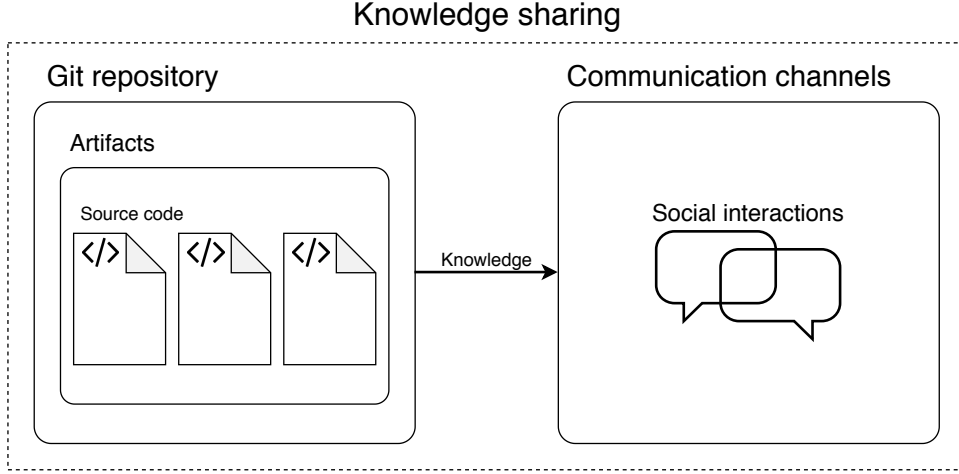 Knowledge sharing
Git repository
Communication channels
Artifacts
Source code
</> </> </>
Knowledge
Social interactions